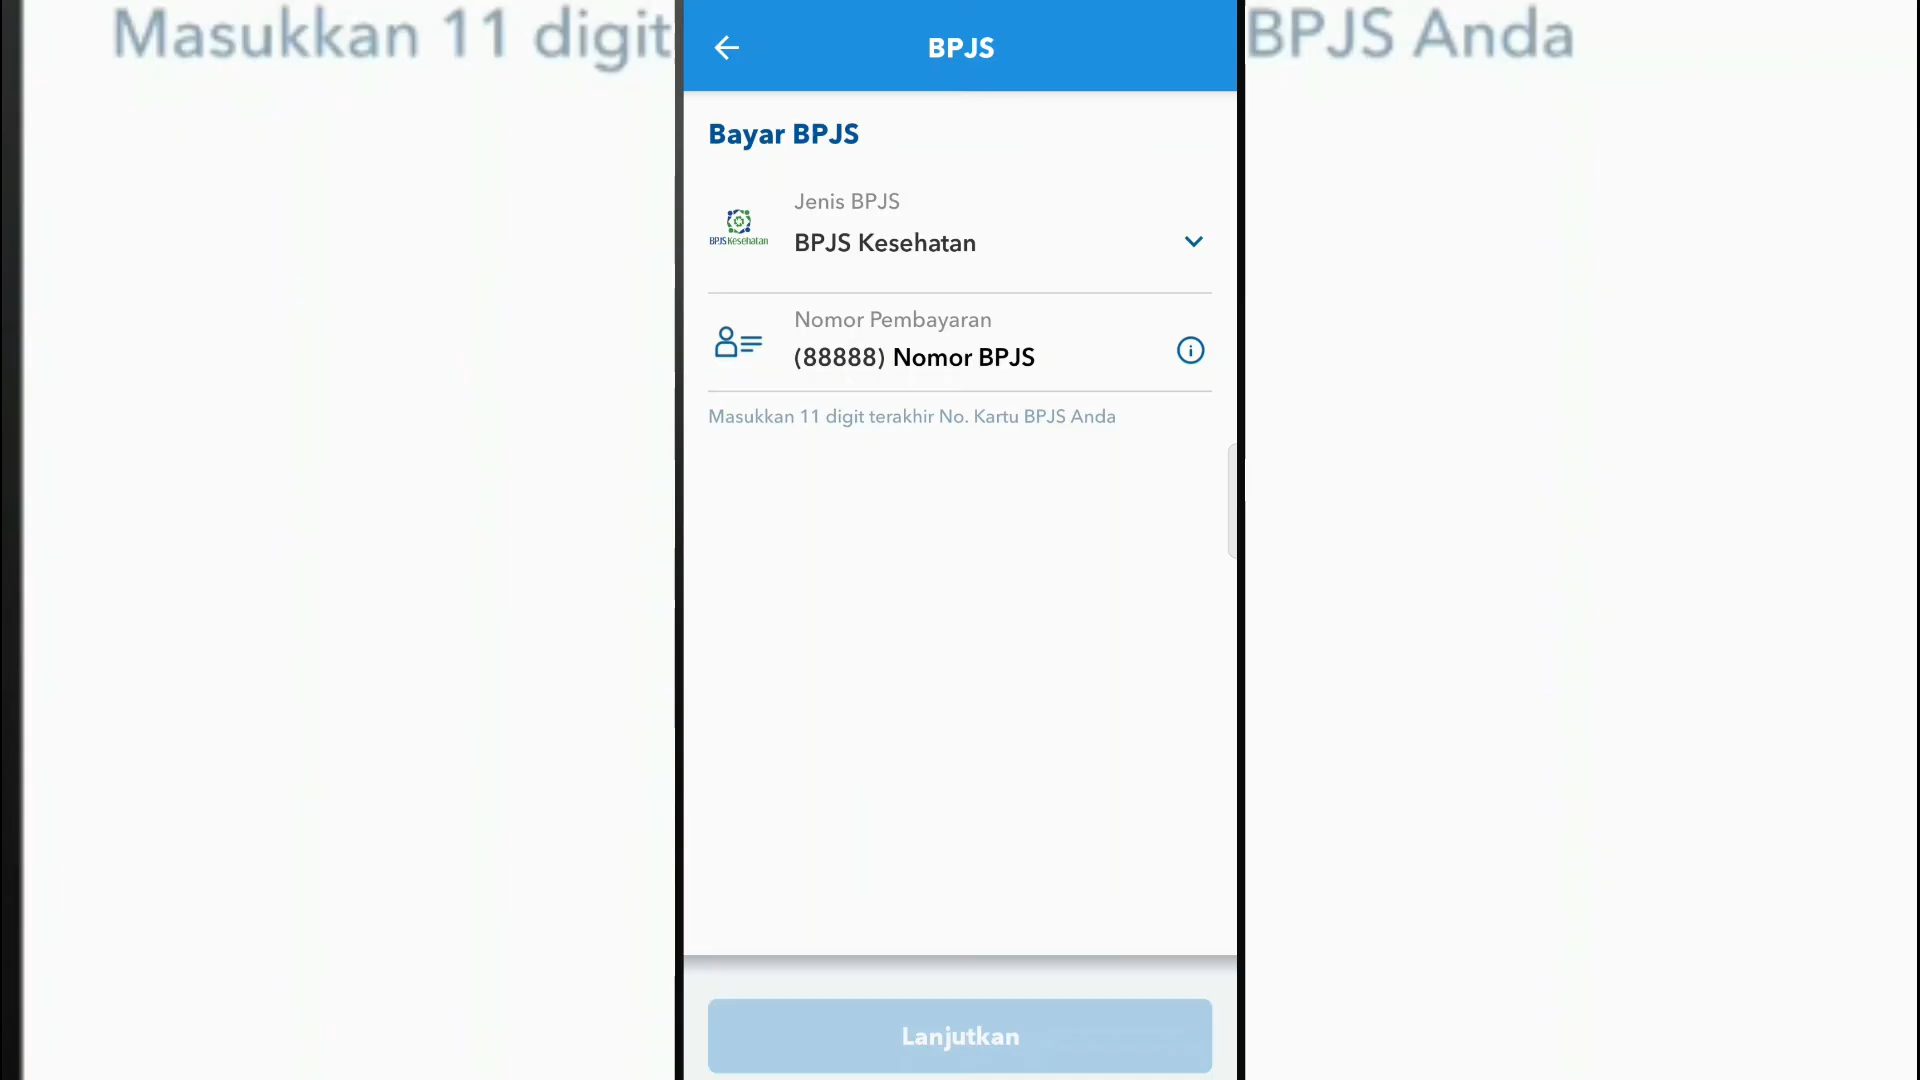 Masukkan 11 digit
BPJS Anda
BPJS
Bayar BPJS
Jenis BPJS
BPJS Kesehatan
BPJS Kesehatan
Nomor Pembayaran
(88888) Nomor BPJS
Masukkan 11 digit terakhir No. Kartu BPJS Anda
Lanjutkan